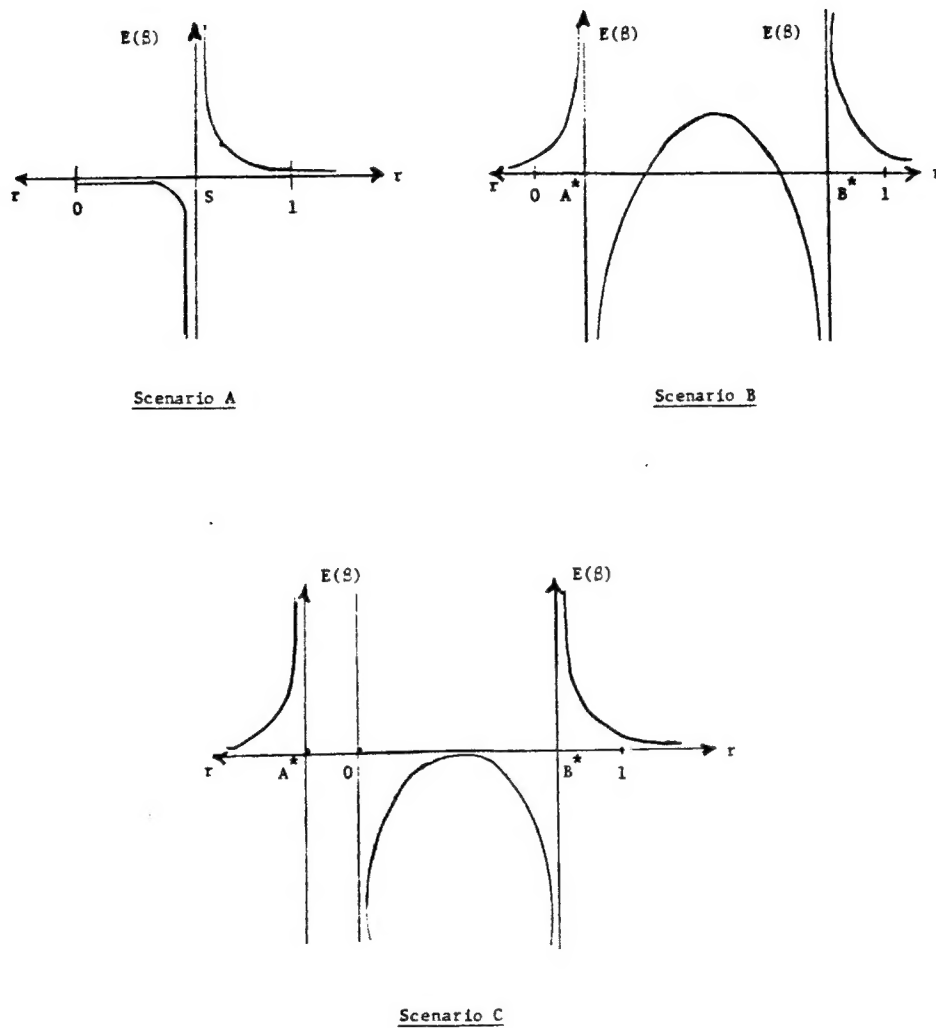 E(β)
r 0 S 1 r
Scenario A
E(β) E(β)
r 0 A* B* 1 r
Scenario B
E(β) E(β)
r A* 0 B* 1 r
Scenario C